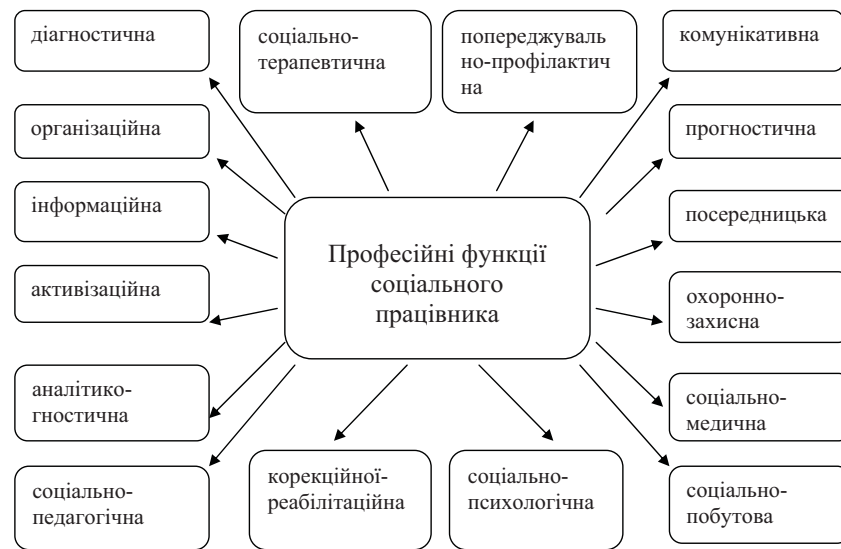 діагностична
соціально-
терапевтична
попереджуваль
но-профілактич
на
комунікативна
організаційна
прогностична
інформаційна
посередницька
Професійні функції
соціального
працівника
активізаційна
охоронно-
захисна
аналітико-
гностична
соціально-
медична
соціально-
педагогічна
корекційної-
реабілітаційна
соціально-
психологічна
соціально-
побутова